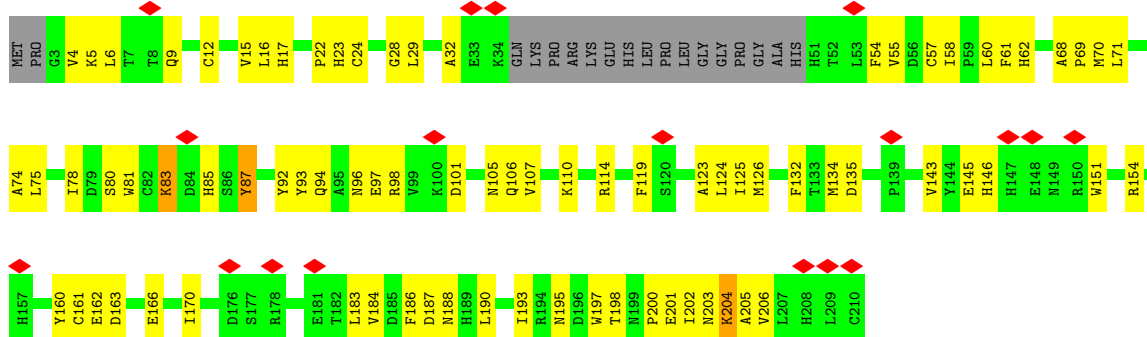 MET PRO G3 V4 K5 L6 T7 T8 Q9 C12 V15 L16 H17 P22 H23 C24 G28 L29 A32 E33 K34 GLN LYS PRO ARG LYS GLU HIS LEU PRO LEU GLY GLY PRO GLY ALA HIS H51 T52 L53 F54 V55 D56 C57 I58 P59 L60 F61 H62 A68 P69 M70 L71
A74 L75 I78 D79 S80 W81 C82 K83 D84 H85 S86 Y87 Y92 Y93 Q94 A95 N96 E97 R98 V99 K100 D101 N105 Q106 V107 K110 R114 F119 S120 A123 L124 I125 M126 F132 T133 M134 D135 P139 V143 Y144 E145 H146 H147 E148 N149 R150 W151 R154
H157 Y160 C161 E162 D163 E166 I170 D176 S177 R178 E181 T182 L183 V184 D185 F186 D187 N188 H189 L190 I193 R194 N195 D196 W197 T198 N199 P200 E201 I202 N203 K204 A205 V206 L207 H208 L209 C210